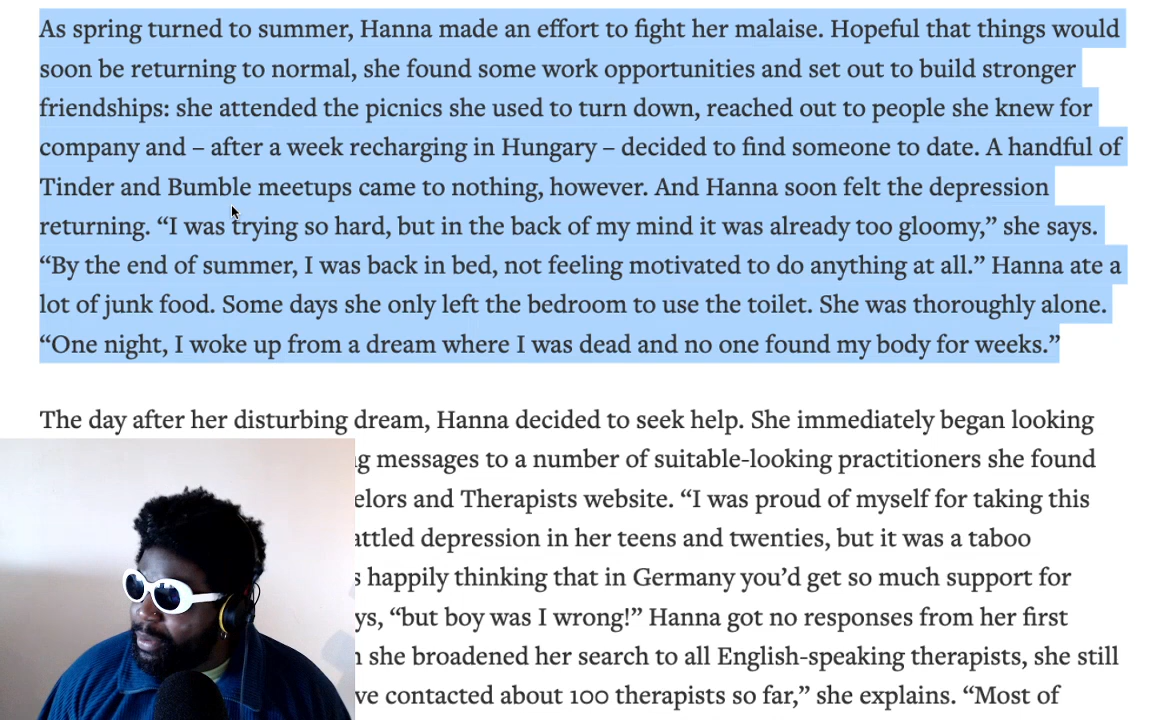 As spring turned to summer, Hanna made an effort to fight her malaise. Hopeful that things would
soon be returning to normal, she found some work opportunities and set out to build stronger
friendships: she attended the picnics she used to turn down, reached out to people she knew for
company and – after a week recharging in Hungary – decided to find someone to date. A handful of
Tinder and Bumble meetups came to nothing, however. And Hanna soon felt the depression
returning. “I was trying so hard, but in the back of my mind it was already too gloomy,” she says.
“By the end of summer, I was back in bed, not feeling motivated to do anything at all.” Hanna ate a
lot of junk food. Some days she only left the bedroom to use the toilet. She was thoroughly alone.
“One night, I woke up from a dream where I was dead and no one found my body for weeks.”
The day after her disturbing dream, Hanna decided to seek help. She immediately began looking
messages to a number of suitable-looking practitioners she found
and Therapists website. “I was proud of myself for taking this
depression in her teens and twenties, but it was a taboo
happily thinking that in Germany you’d get so much support for
“but boy was I wrong!” Hanna got no responses from her first
she broadened her search to all English-speaking therapists, she still
contacted about 100 therapists so far,” she explains. “Most of